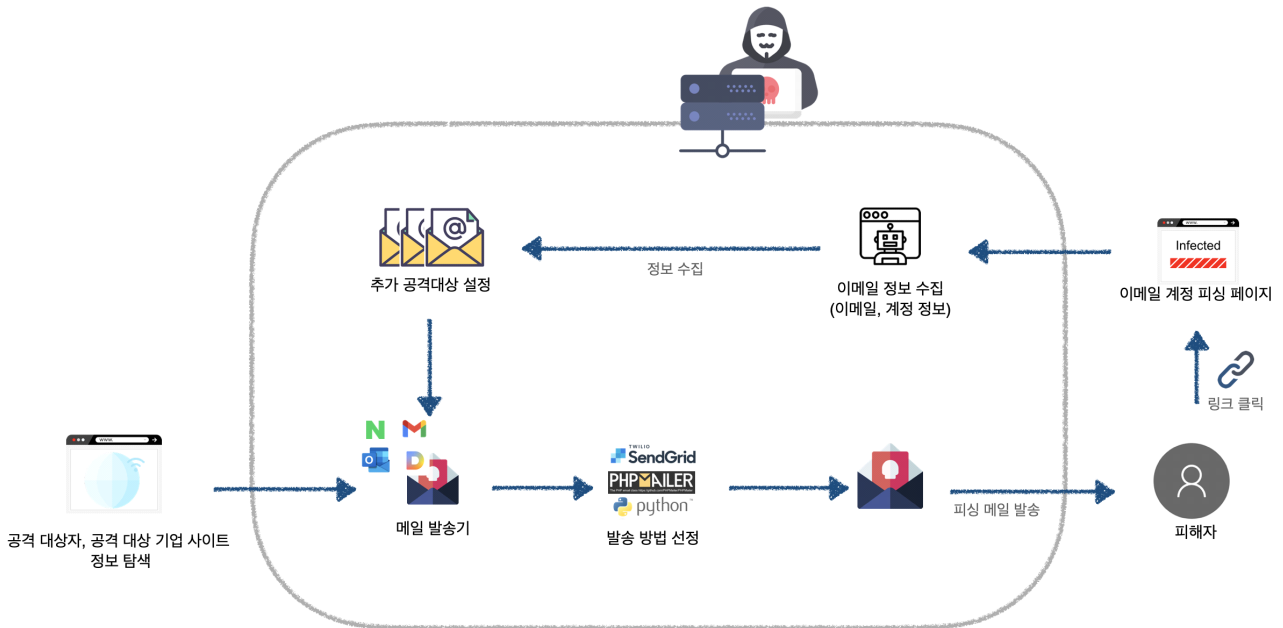 추가 공격대상 설정
정보 수집
이메일 정보 수집
(이메일, 계정 정보)
www.
Infected
이메일 계정 피싱 페이지
링크 클릭
www.
공격 대상자, 공격 대상 기업 사이트
정보 탐색
메일 발송기
TWILIO
SendGrid
PHPMAILER
python
발송 방법 선정
피싱 메일 발송
피해자